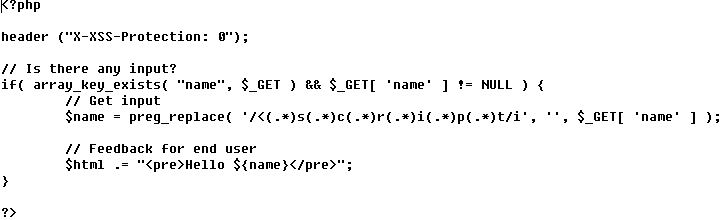 <?php
header ("X-XSS-Protection: 0");
// Is there any input?
if( array_key_exists( "name", $_GET ) && $_GET[ 'name' ] != NULL ) {
// Get input
$name = preg_replace( '/<(.*)s(.*)c(.*)r(.*)i(.*)p(.*)t/i', '', $_GET[ 'name' ] );
// Feedback for end user
$html .= "<pre>Hello ${name}</pre>";
}
?>